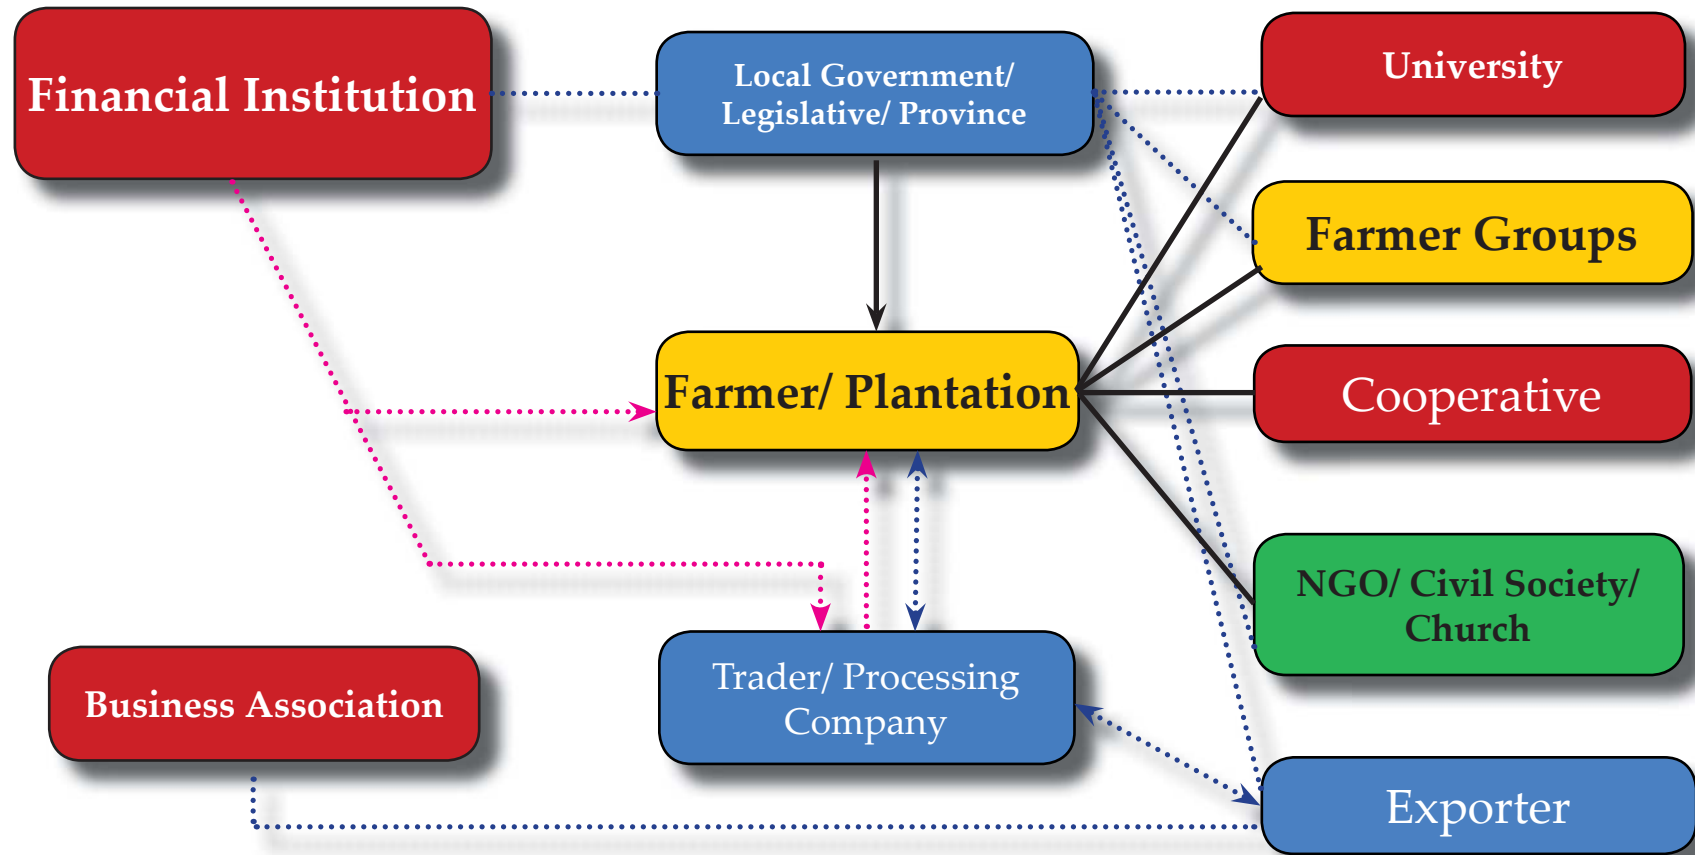 Financial Institution
Local Government/
Legislative/ Province
University
Farmer Groups
Farmer/ Plantation
Cooperative
NGO/ Civil Society/
Church
Trader/ Processing
Company
Business Association
Exporter